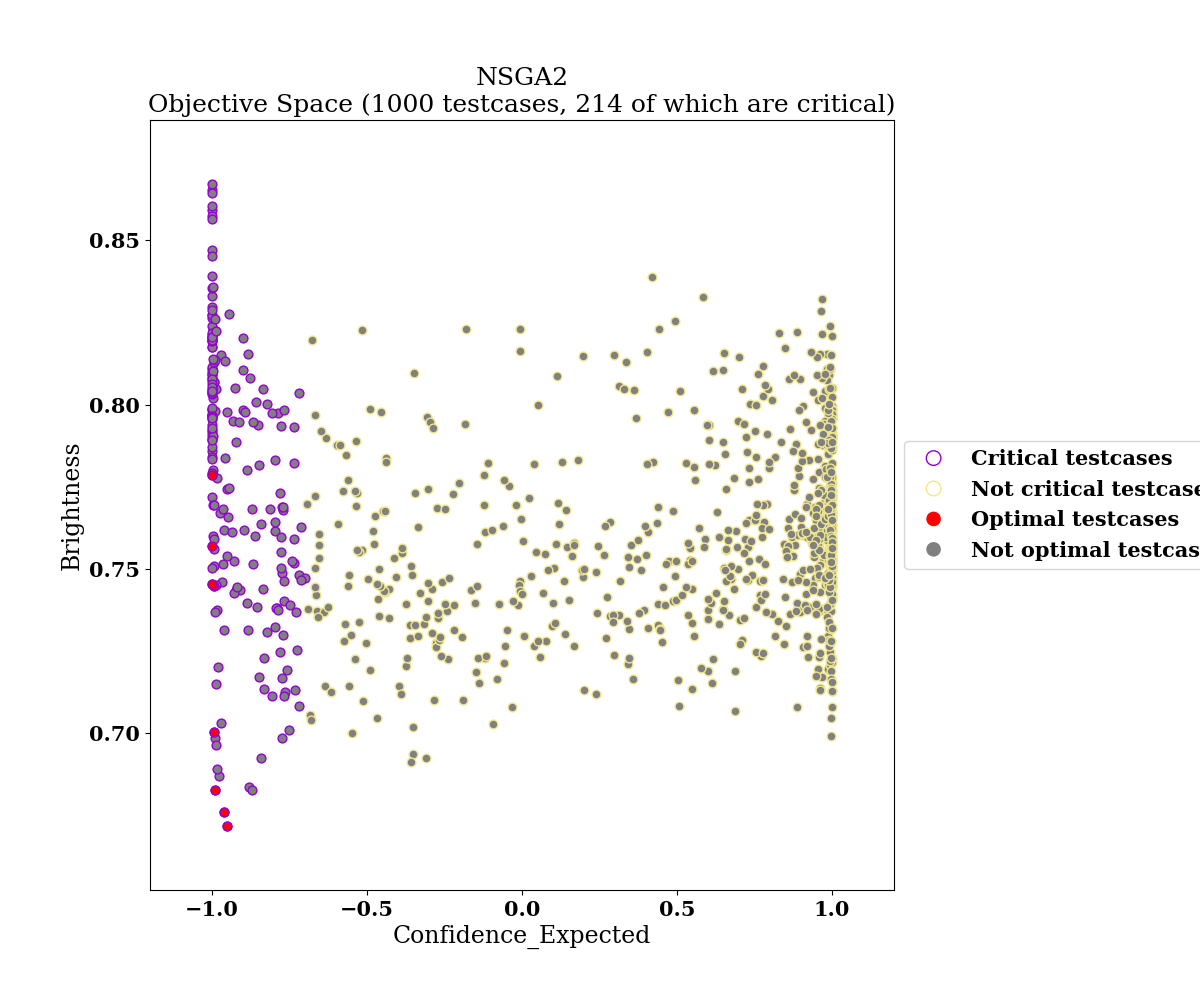 NSGA2
Objective Space (1000 testcases, 214 of which are critical)
Brightness
0.85
0.80
0.75
0.70
−1.0 −0.5 0.0 0.5 1.0
Confidence_Expected
Critical testcases
Not critical testcase
Optimal testcases
Not optimal testcas